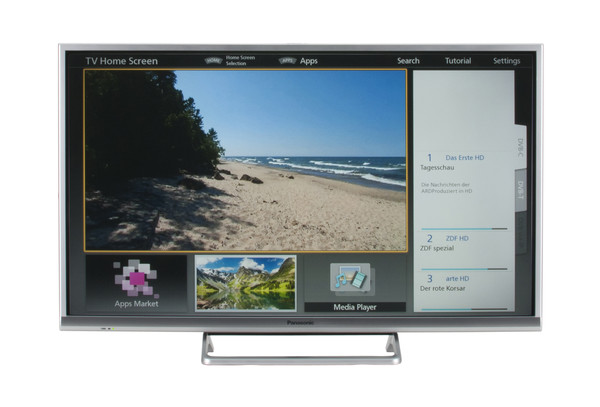 TV Home Screen
HOME
Home Screen
Selection
APPS
Apps
Search
Tutorial
Settings
1 Das Erste HD
Tagesschau
Die Nachrichten der
ARDProduziert in HD
2 ZDF HD
ZDF spezial
3 arte HD
Der rote Korsar
DVB-C
DVB-T
Apps Market
Media Player
Panasonic